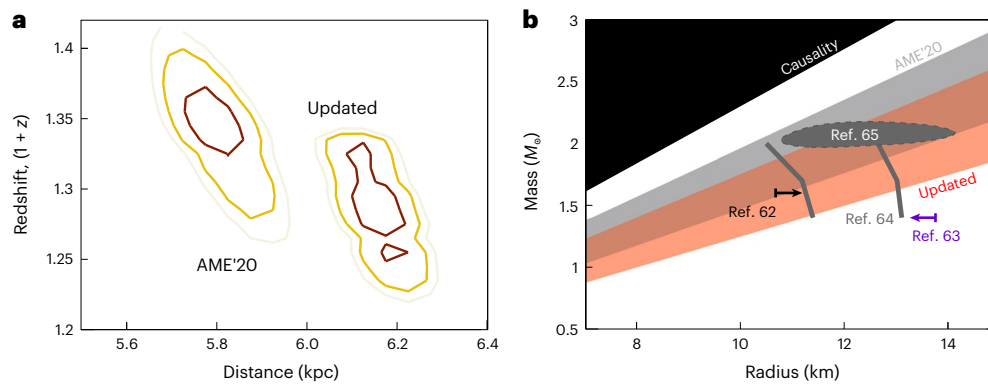 a
1.4
1.35
1.3
1.25
1.2
Redshift, (1 + z)
Updated
AME'20
5.6
5.8
6.0
6.2
6.4
Distance (kpc)
b
3
2.5
2
1.5
1
0.5
Mass (M⊙)
Causality
AME'20
Ref. 65
Updated
Ref. 62
Ref. 64
Ref. 63
8
10
12
14
Radius (km)